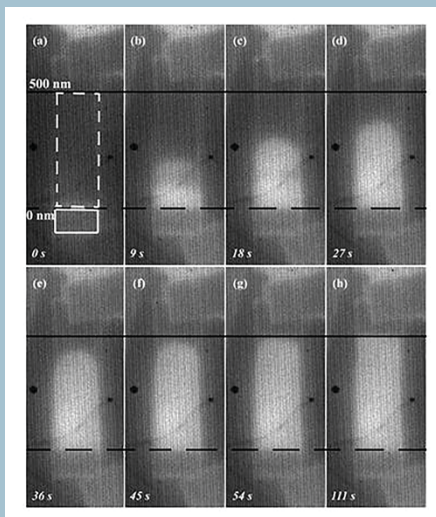 (a)
(b)
(c)
(d)
500 nm
0 nm
0 s
9 s
18 s
27 s
(e)
(f)
(g)
(h)
36 s
45 s
54 s
111 s